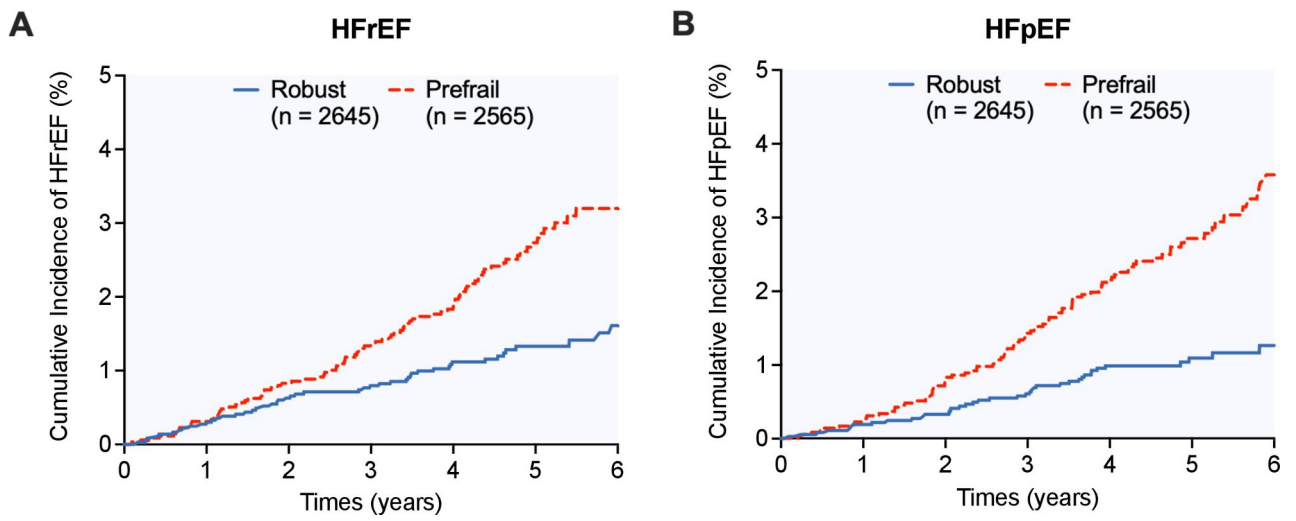 A
HFrEF
Cumulative Incidence of HFrEF (%)
5
4
3
2
1
0
Robust
(n = 2645)
Prefrail
(n = 2565)
0 1 2 3 4 5 6
Times (years)
B
HFpEF
Cumulative Incidence of HFpEF (%)
5
4
3
2
1
0
Robust
(n = 2645)
Prefrail
(n = 2565)
0 1 2 3 4 5 6
Times (years)